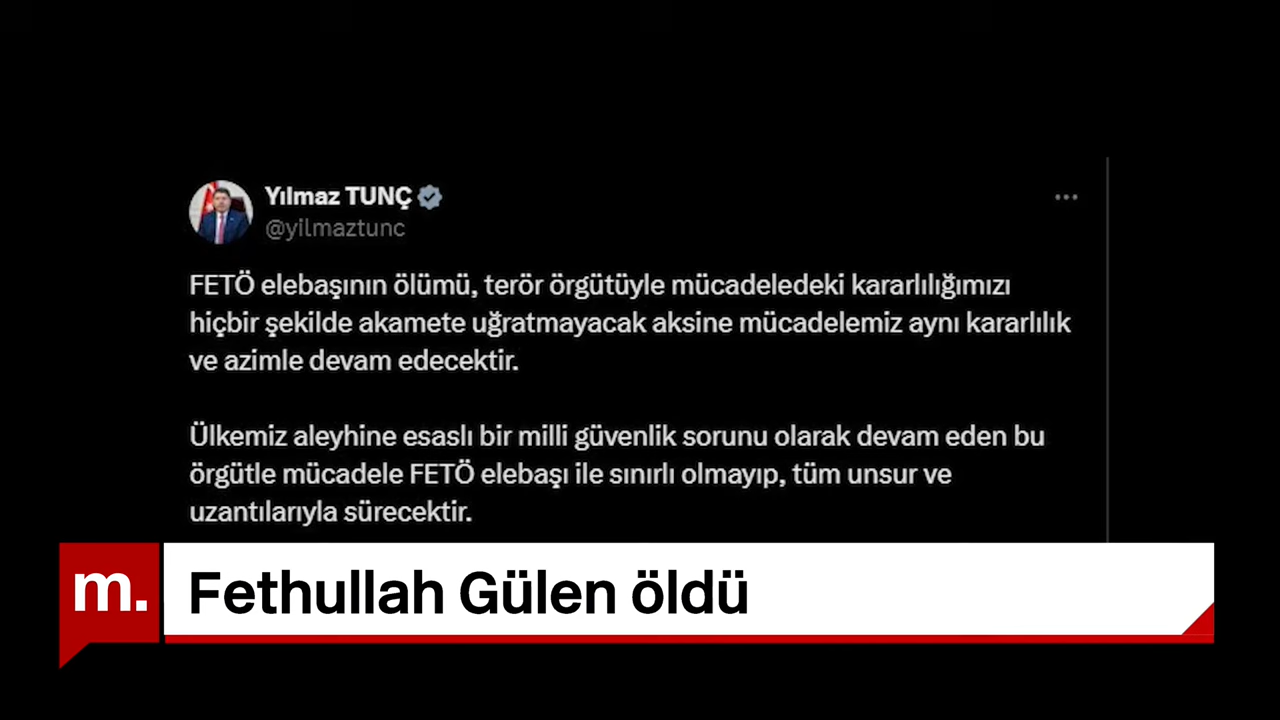 Yılmaz TUNÇ
@yilmaztunc
FETÖ elebaşının ölümü, terör örgütüyle mücadeledeki kararlılığımızı
hiçbir şekilde akamete uğratmayacak aksine mücadelemiz aynı kararlılık
ve azimle devam edecektir.
Ülkemiz aleyhine esaslı bir milli güvenlik sorunu olarak devam eden bu
örgütle mücadele FETÖ elebaşı ile sınırlı olmayıp, tüm unsur ve
uzantılarıyla sürecektir.
m. Fethullah Gülen öldü